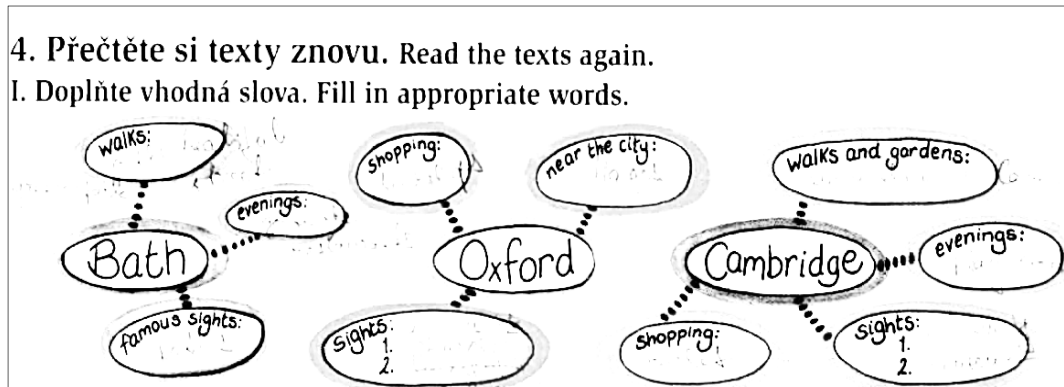 4. Přečtěte si texty znovu. Read the texts again.
I. Doplňte vhodná slova. Fill in appropriate words.
walks:
shopping:
near the city:
walks and gardens:
evenings:
evenings:
Bath
Oxford
Cambridge
famous sights:
sights:
1.
2.
shopping:
sights:
1.
2.